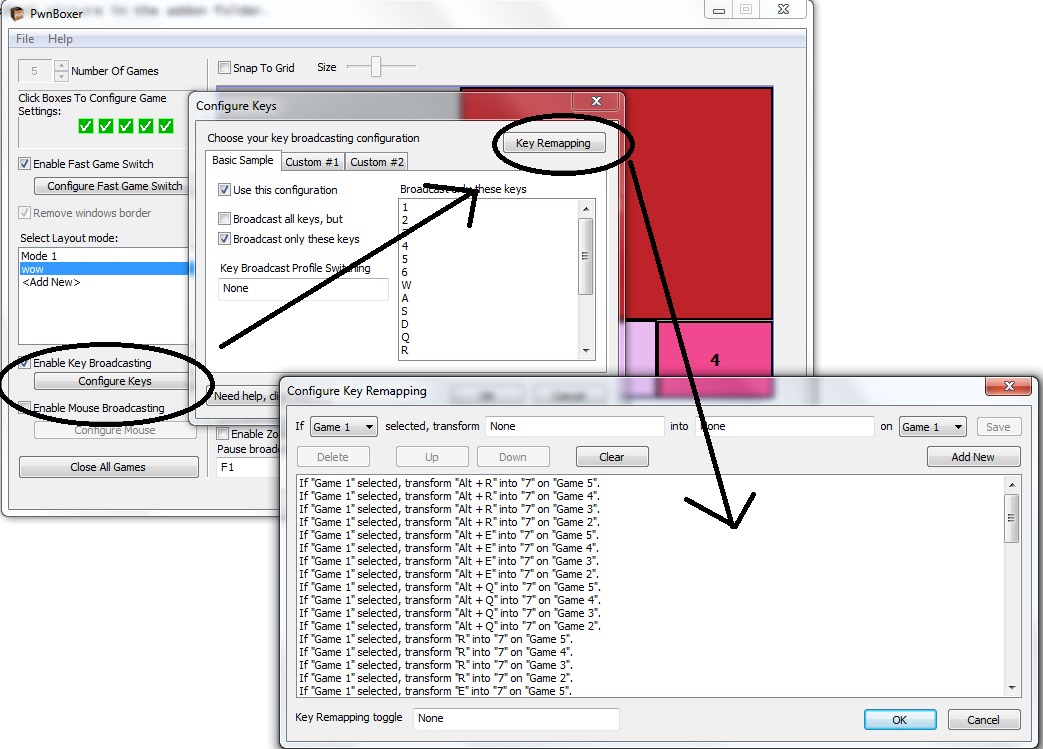 PwnBoxer
File Help
5 Number Of Games
Snap To Grid Size
Click Boxes To Configure Game
Settings:
Enable Fast Game Switch
Configure Fast Game Switch
Remove windows border
Select Layout mode:
Mode 1
wow
<Add New>
Enable Key Broadcasting
Configure Keys
Enable Mouse Broadcasting
Configure Mouse
Close All Games
Enable Zo
Pause broad
F1
4
Configure Keys
Choose your key broadcasting configuration
Key Remapping
Basic Sample Custom #1 Custom #2
Use this configuration
Broadcast all keys, but
Broadcast only these keys
Key Broadcast Profile Switching
None
Broadcast only these keys
1
2
4
5
6
W
A
S
D
Q
R
Need help, cli
Configure Key Remapping
If Game 1 selected, transform None into None on Game 1 Save
Delete Up Down Clear Add New
If "Game 1" selected, transform "Alt + R" into "7" on "Game 5".
If "Game 1" selected, transform "Alt + R" into "7" on "Game 4".
If "Game 1" selected, transform "Alt + R" into "7" on "Game 3".
If "Game 1" selected, transform "Alt + R" into "7" on "Game 2".
If "Game 1" selected, transform "Alt + E" into "7" on "Game 5".
If "Game 1" selected, transform "Alt + E" into "7" on "Game 4".
If "Game 1" selected, transform "Alt + E" into "7" on "Game 3".
If "Game 1" selected, transform "Alt + E" into "7" on "Game 2".
If "Game 1" selected, transform "Alt + Q" into "7" on "Game 5".
If "Game 1" selected, transform "Alt + Q" into "7" on "Game 4".
If "Game 1" selected, transform "Alt + Q" into "7" on "Game 3".
If "Game 1" selected, transform "Alt + Q" into "7" on "Game 2".
If "Game 1" selected, transform "R" into "7" on "Game 5".
If "Game 1" selected, transform "R" into "7" on "Game 4".
If "Game 1" selected, transform "R" into "7" on "Game 3".
If "Game 1" selected, transform "R" into "7" on "Game 2".
If "Game 1" selected, transform "E" into "7" on "Game 5".
Key Remapping toggle None
OK Cancel